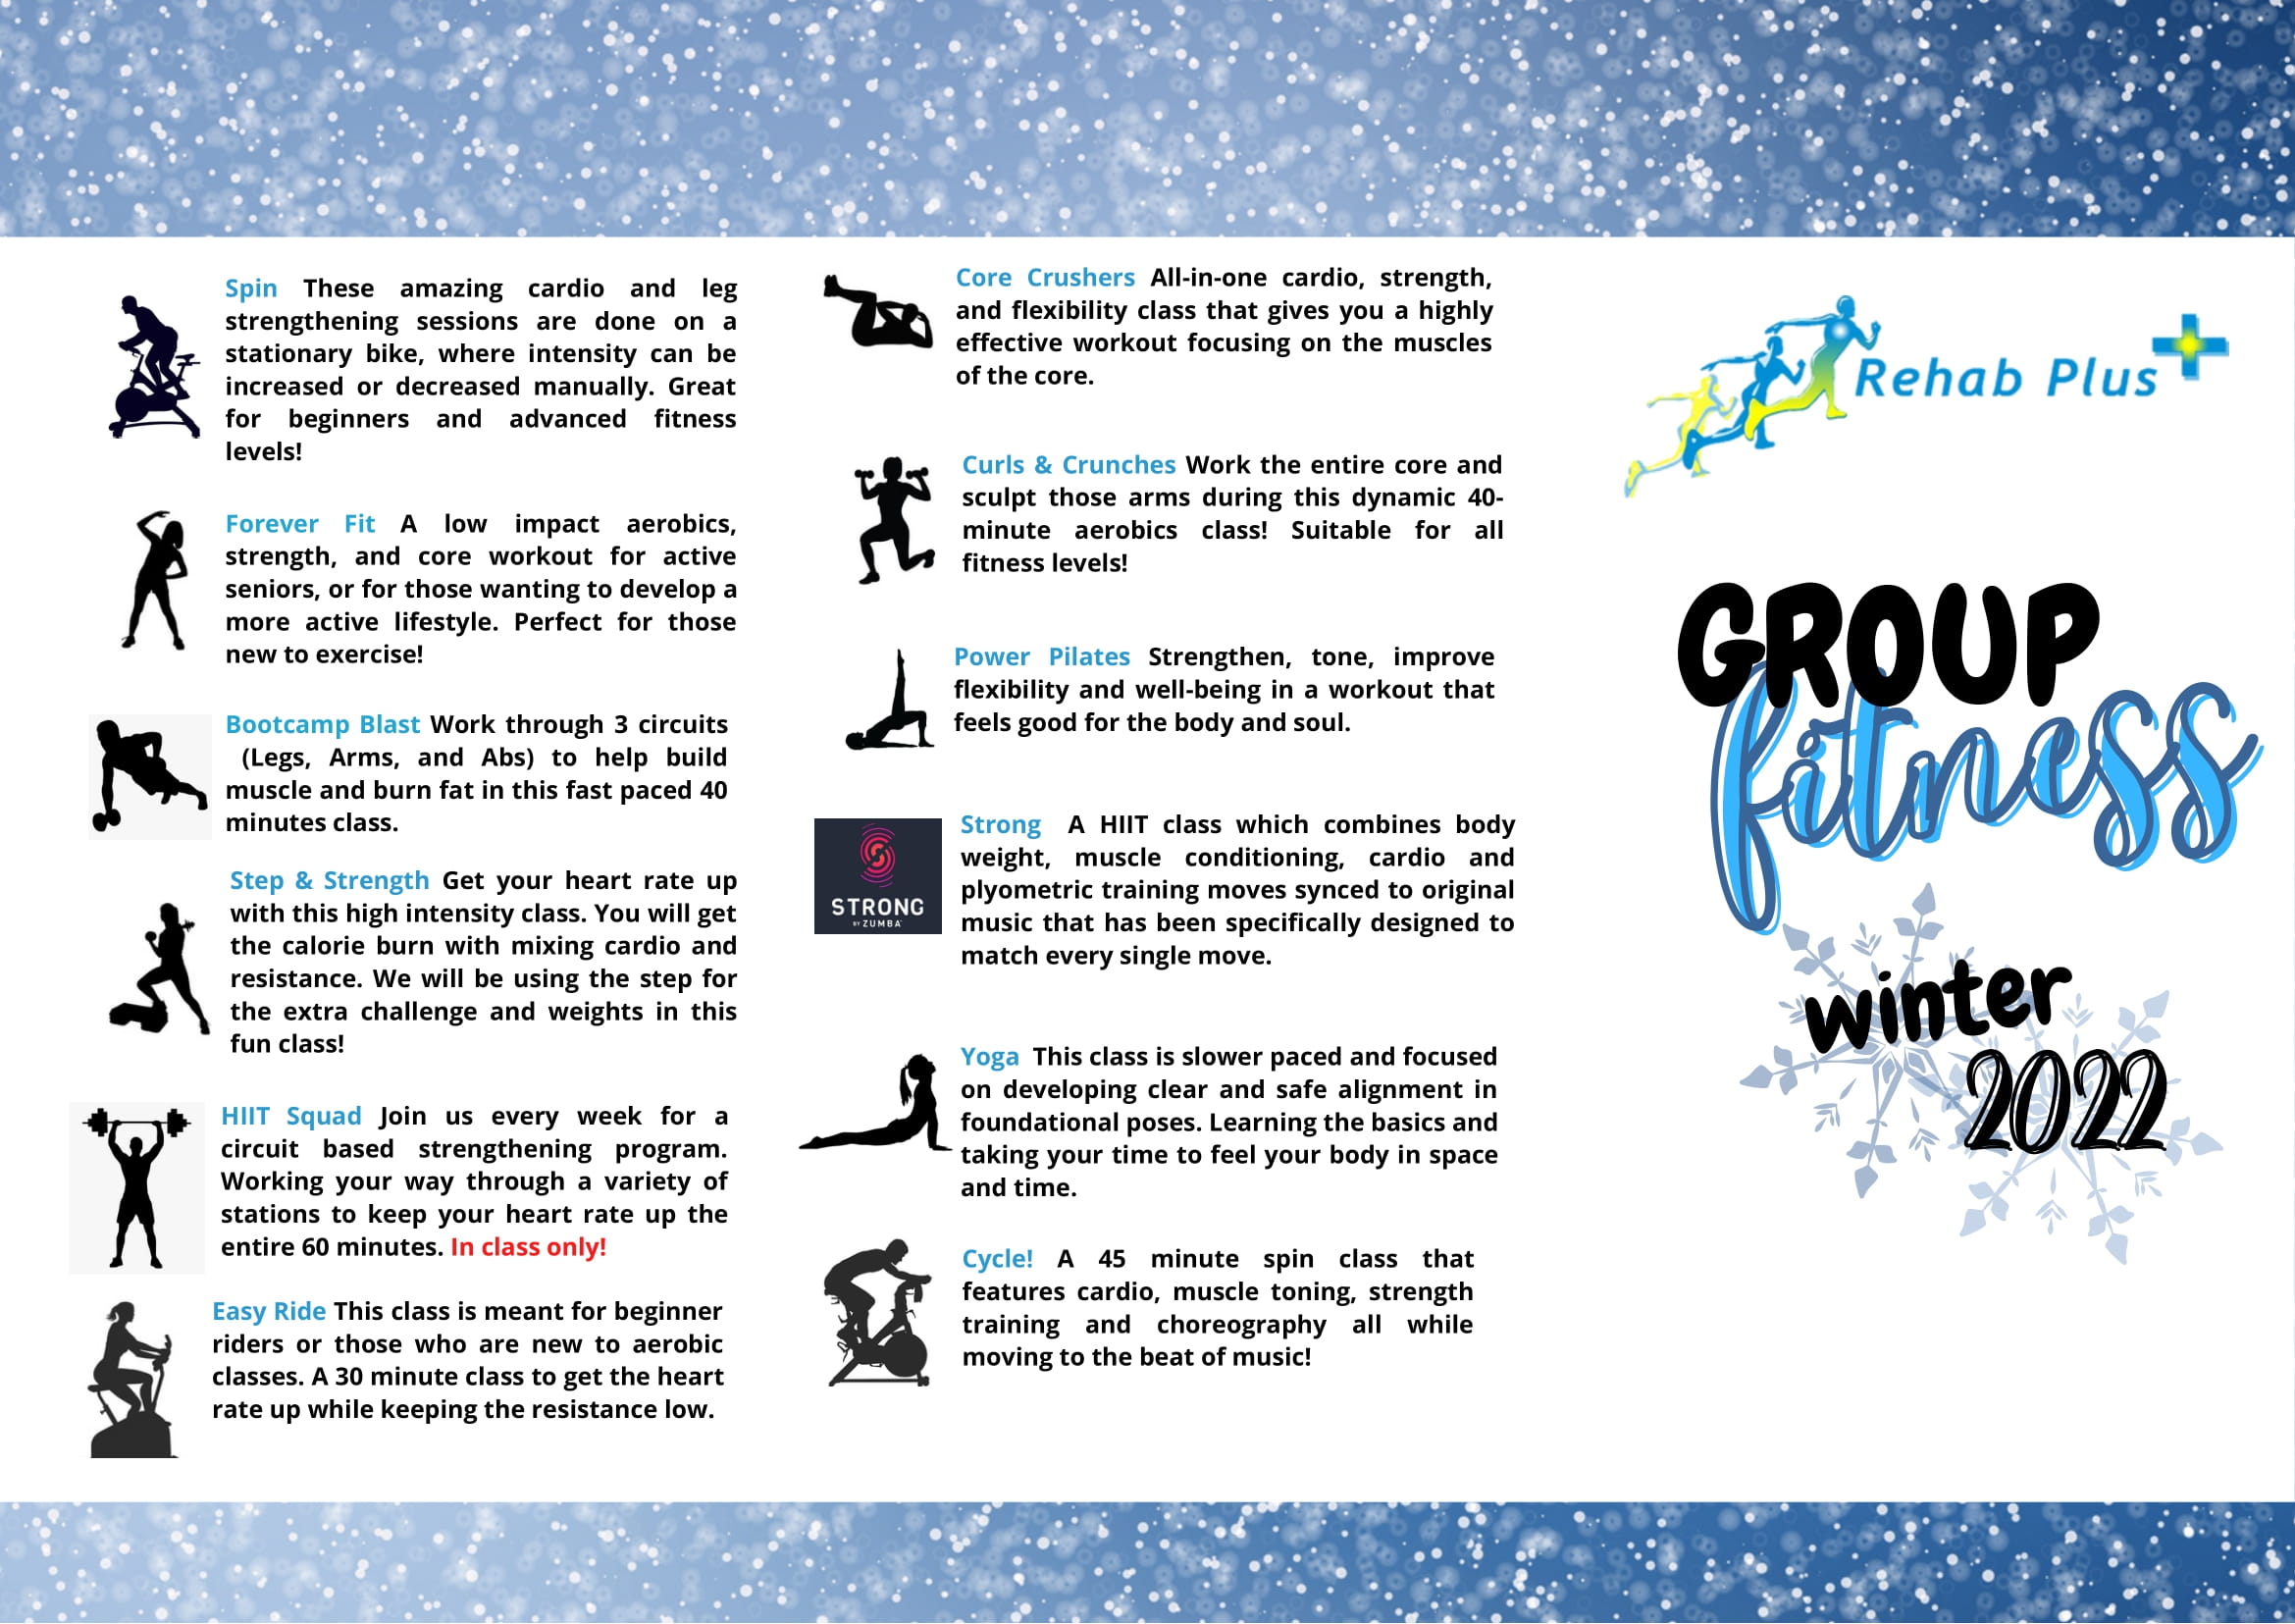 Spin These amazing cardio and leg
strengthening sessions are done on a
stationary bike, where intensity can be
increased or decreased manually. Great
for beginners and advanced fitness
levels!
Forever Fit A low impact aerobics,
strength, and core workout for active
seniors, or for those wanting to develop a
more active lifestyle. Perfect for those
new to exercise!
Bootcamp Blast Work through 3 circuits
(Legs, Arms, and Abs) to help build
muscle and burn fat in this fast paced 40
minutes class.
Step & Strength Get your heart rate up
with this high intensity class. You will get
the calorie burn with mixing cardio and
resistance. We will be using the step for
the extra challenge and weights in this
fun class!
HIIT Squad Join us every week for a
circuit based strengthening program.
Working your way through a variety of
stations to keep your heart rate up the
entire 60 minutes. In class only!
Easy Ride This class is meant for beginner
riders or those who are new to aerobic
classes. A 30 minute class to get the heart
rate up while keeping the resistance low.
Core Crushers All-in-one cardio, strength,
and flexibility class that gives you a highly
effective workout focusing on the muscles
of the core.
Curls & Crunches Work the entire core and
sculpt those arms during this dynamic 40-
minute aerobics class! Suitable for all
fitness levels!
Power Pilates Strengthen, tone, improve
flexibility and well-being in a workout that
feels good for the body and soul.
STRONG
BY ZUMBA
Strong A HIIT class which combines body
weight, muscle conditioning, cardio and
plyometric training moves synced to original
music that has been specifically designed to
match every single move.
Yoga This class is slower paced and focused
on developing clear and safe alignment in
foundational poses. Learning the basics and
taking your time to feel your body in space
and time.
Cycle! A 45 minute spin class that
features cardio, muscle toning, strength
training and choreography all while
moving to the beat of music!
Rehab Plus
GROUP
fitness
winter
2022